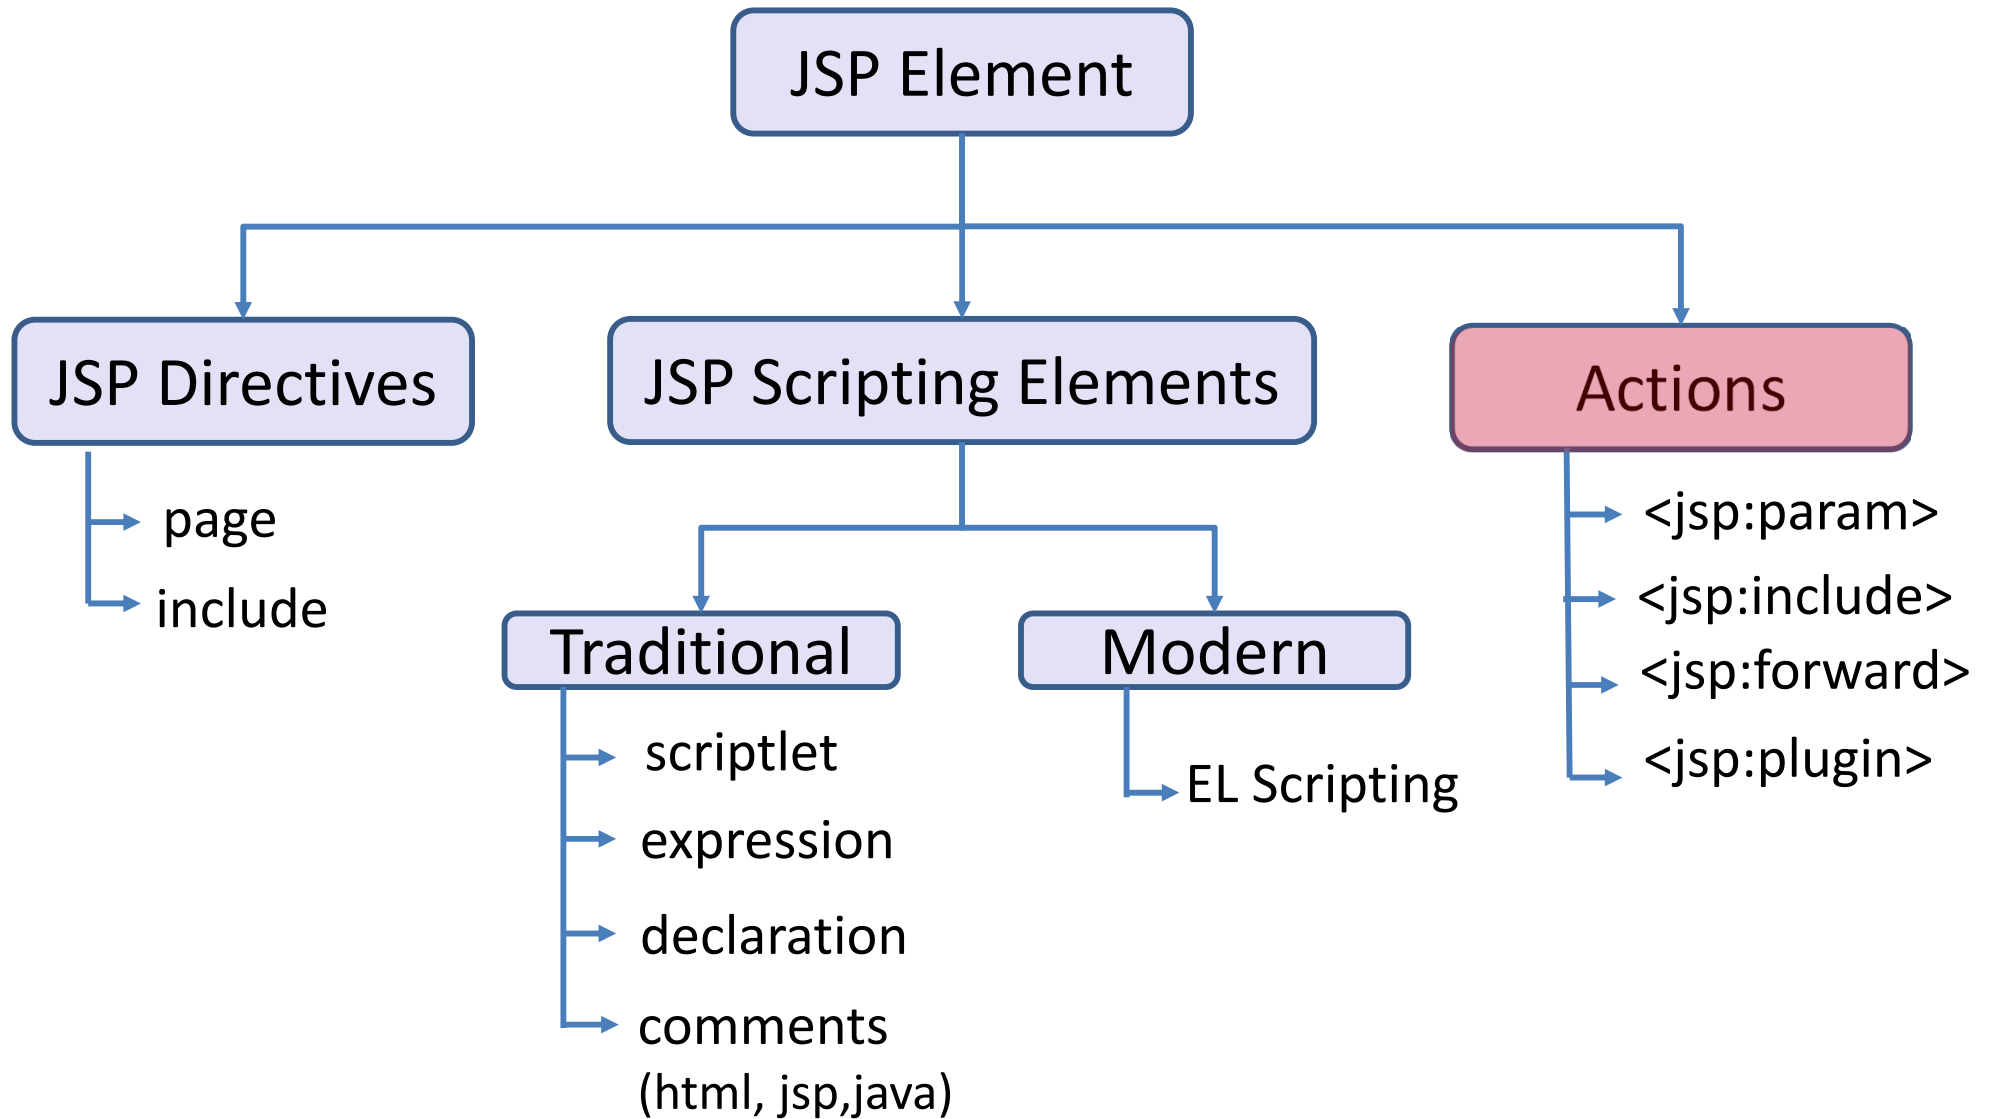 JSP Element
JSP Directives
page
include
JSP Scripting Elements
Traditional
scriptlet
expression
declaration
comments
(html, jsp,java)
Modern
EL Scripting
Actions
<jsp:param>
<jsp:include>
<jsp:forward>
<jsp:plugin>